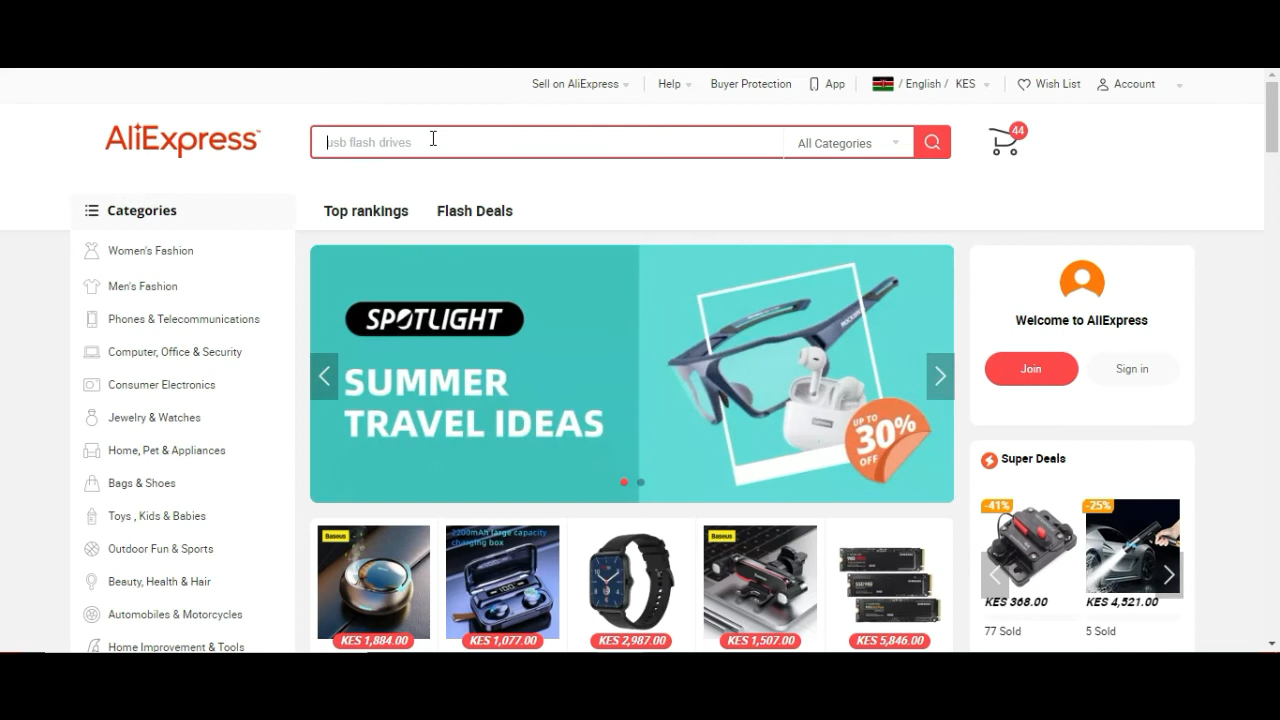 Sell on AliExpress
Help
Buyer Protection
App
/ English / KES
Wish List
Account
AliExpress
usb flash drives
All Categories
44
Categories
Top rankings
Flash Deals
Women's Fashion
Men's Fashion
Phones & Telecommunications
Computer, Office & Security
Consumer Electronics
Jewelry & Watches
Home, Pet & Appliances
Bags & Shoes
Toys , Kids & Babies
Outdoor Fun & Sports
Beauty, Health & Hair
Automobiles & Motorcycles
Home Improvement & Tools
SPOTLIGHT
SUMMER
TRAVEL IDEAS
UP TO
30%
OFF
Welcome to AliExpress
Join
Sign in
Super Deals
-41%
-25%
KES 368.00
KES 4,521.00
77 Sold
5 Sold
Baseus
2200mAh large capacity
charging box
Baseus
KES 1,884.00
KES 1,077.00
KES 2,987.00
KES 1,507.00
KES 5,846.00